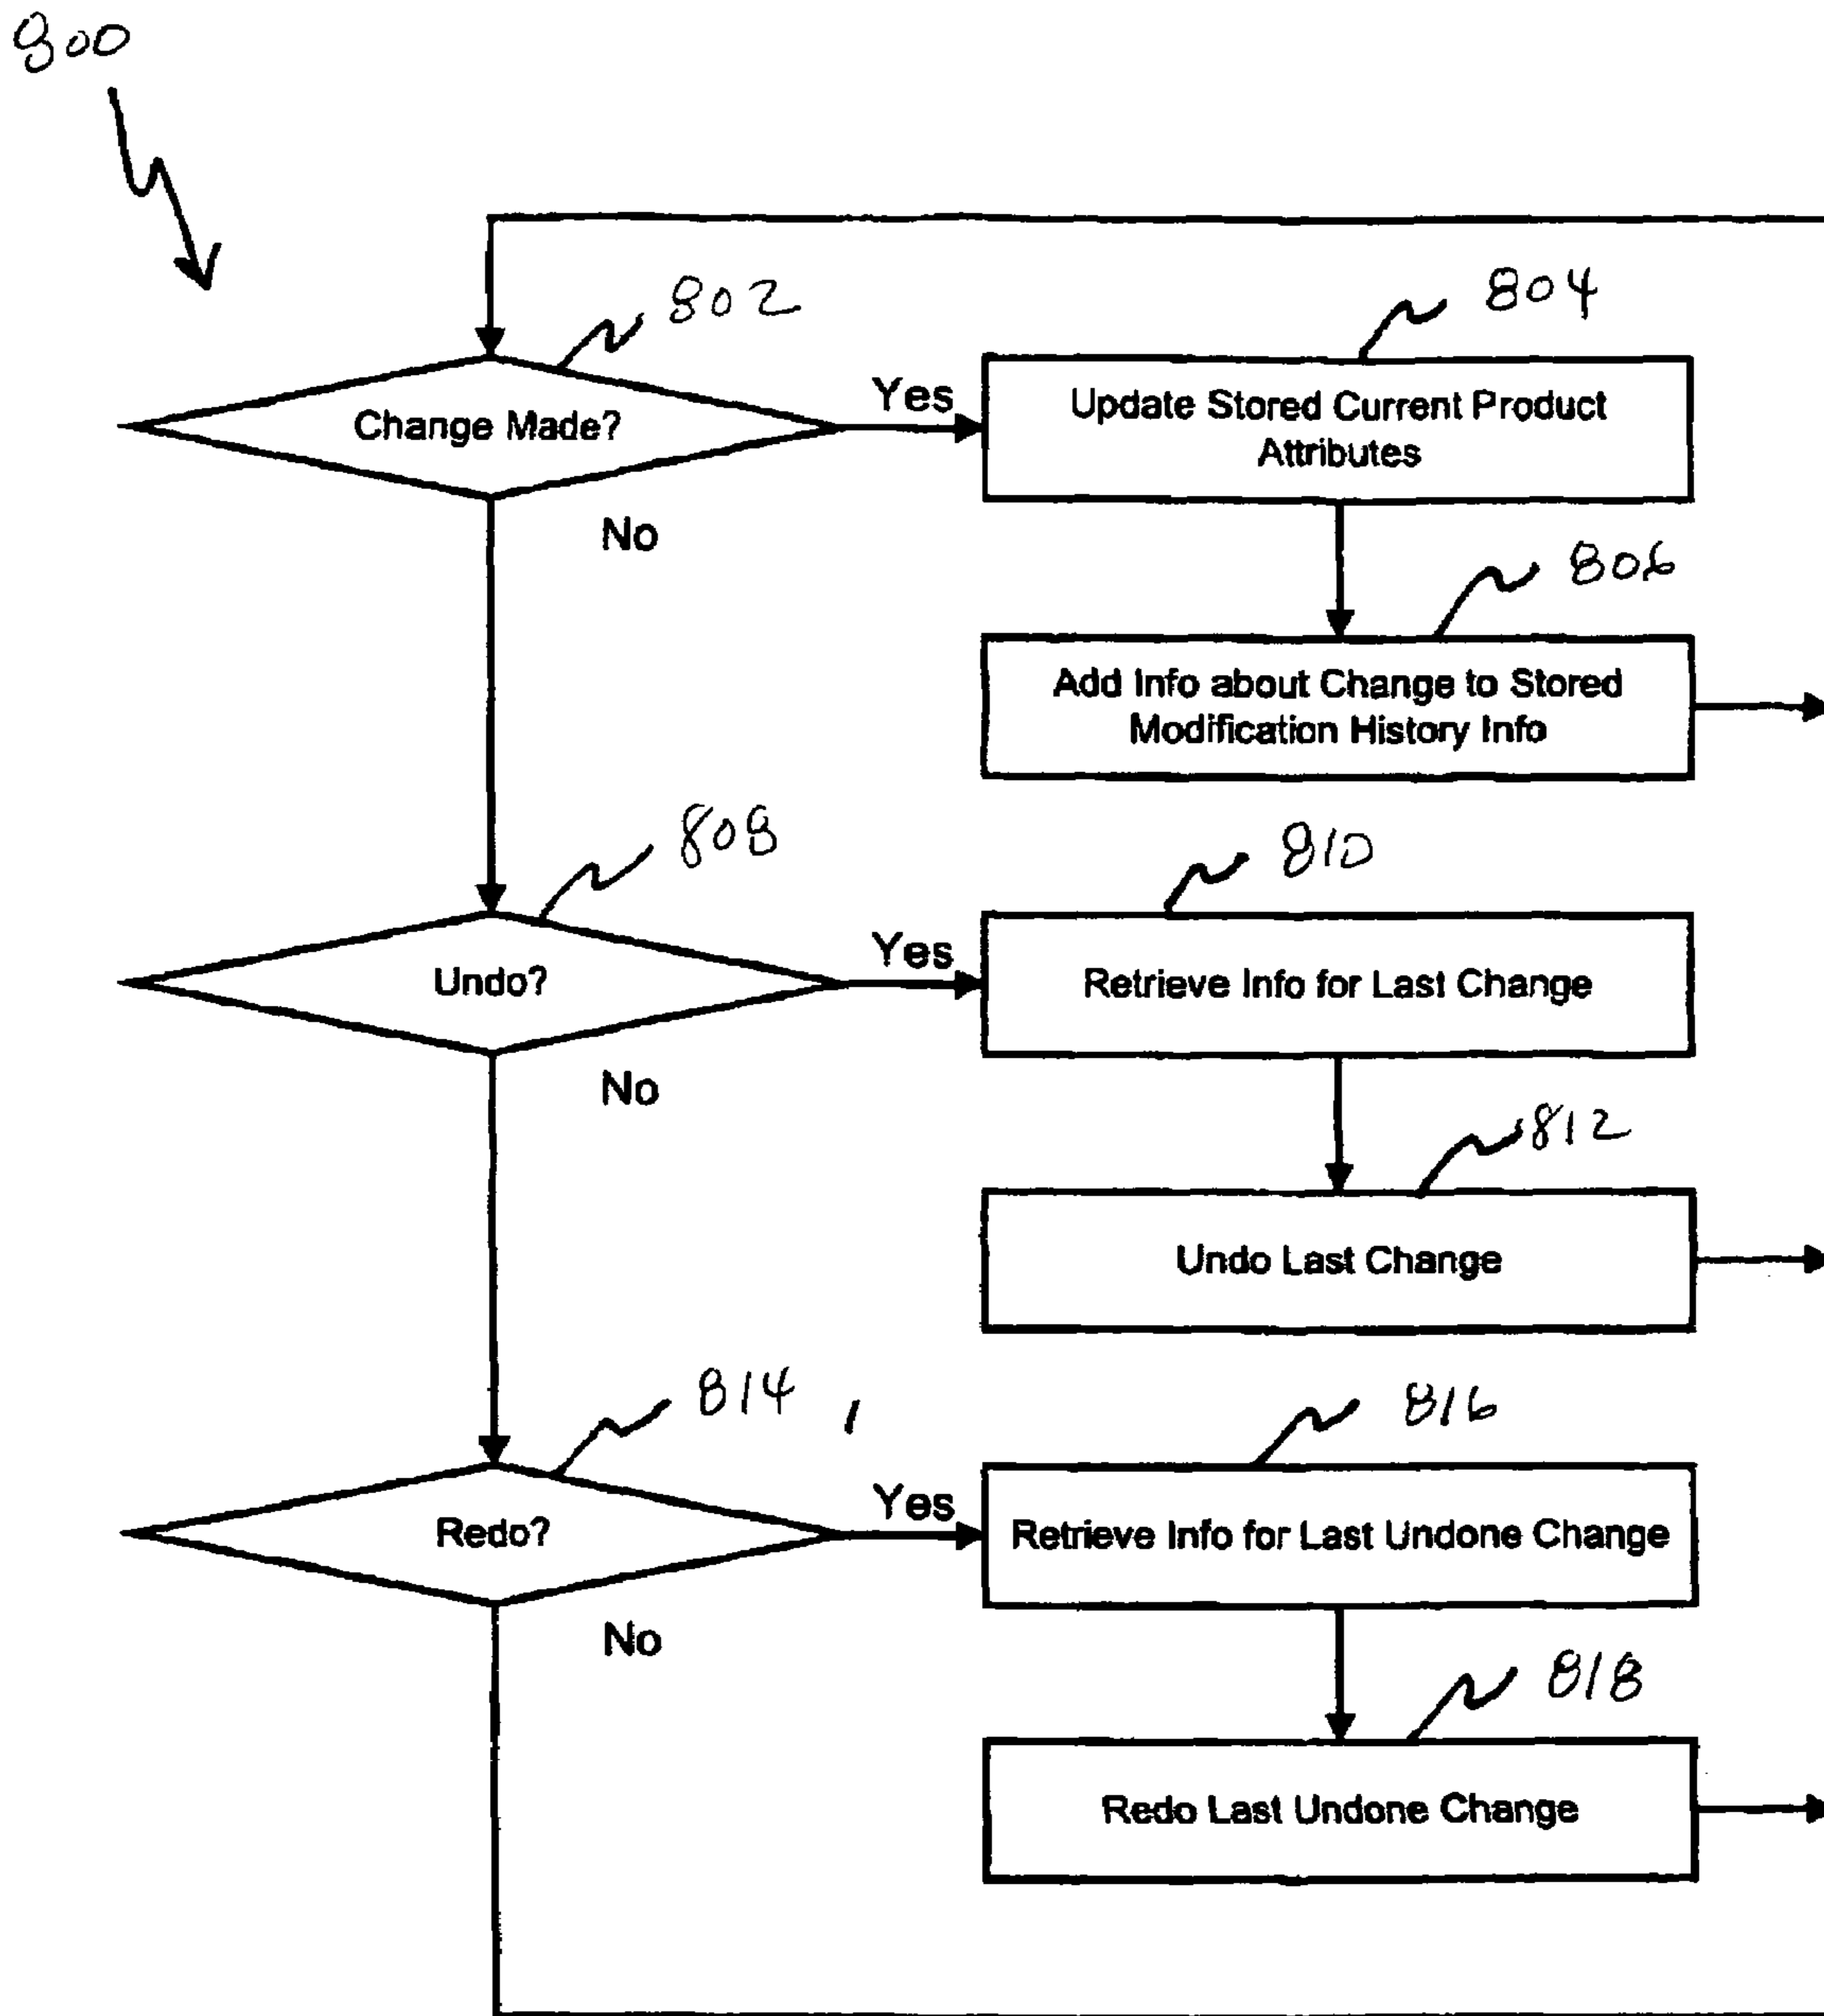 800
802
804
Change Made?
Yes
Update Stored Current Product
Attributes
No
806
Add Info about Change to Stored
Modification History Info
808
810
Undo?
Yes
Retrieve Info for Last Change
No
812
Undo Last Change
814
816
Redo?
Yes
Retrieve Info for Last Undone Change
No
818
Redo Last Undone Change